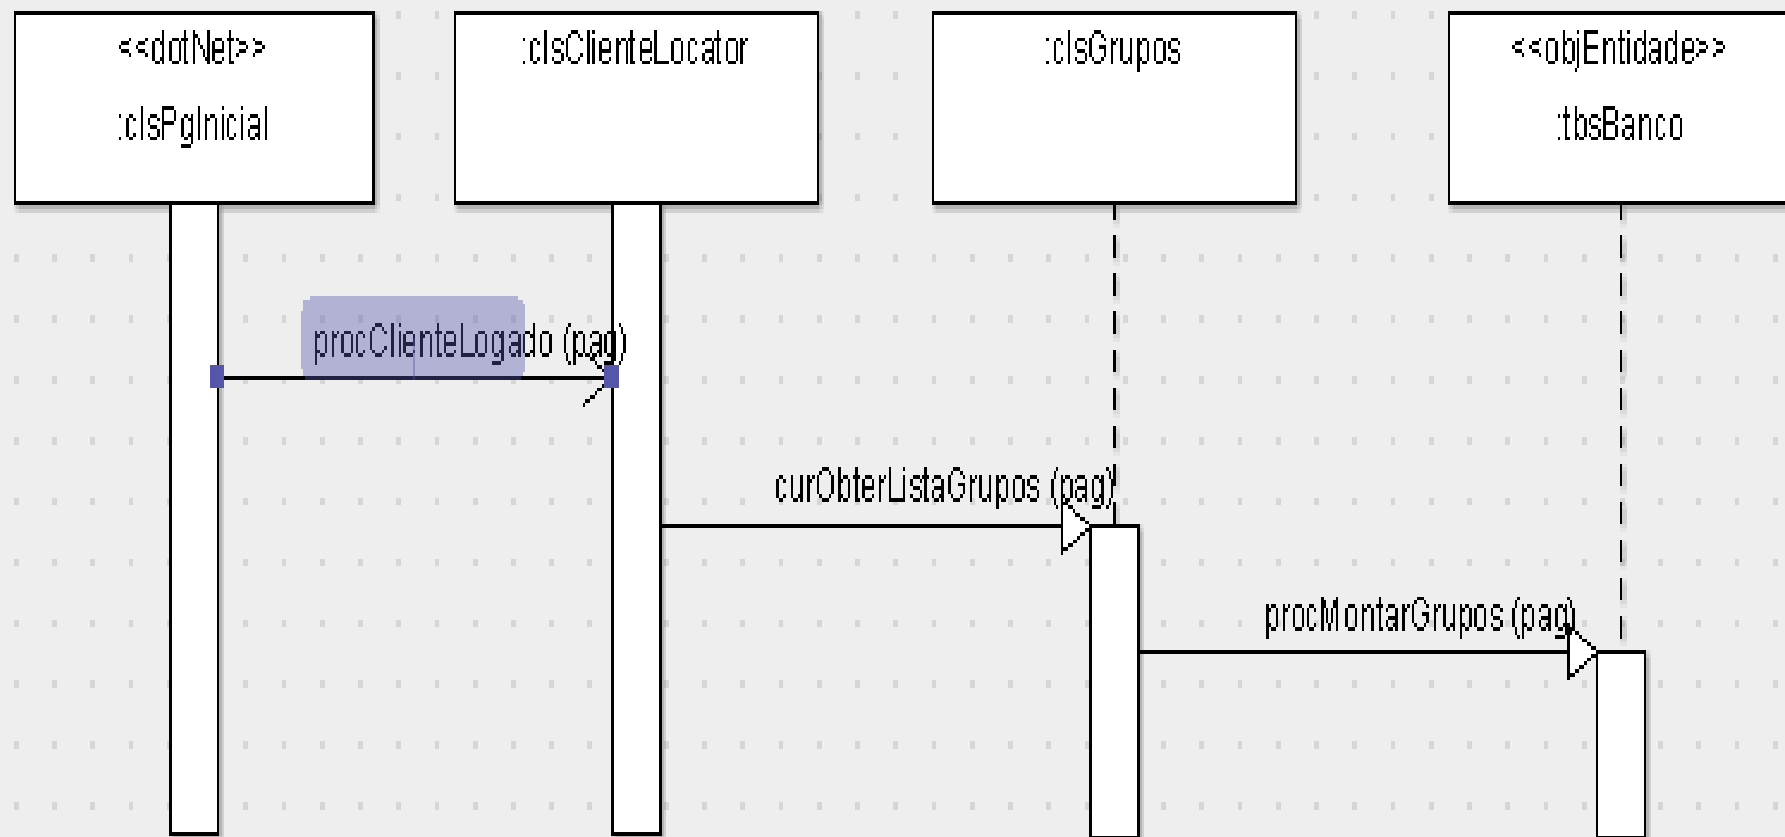 <<dotNet>>
:clsPgInicial
:clsClienteLocator
:clsGrupos
<<objEntidade>>
:tbsBanco
procClienteLogado (pag)
curObterListaGrupos (pag)
procMontarGrupos (pag)